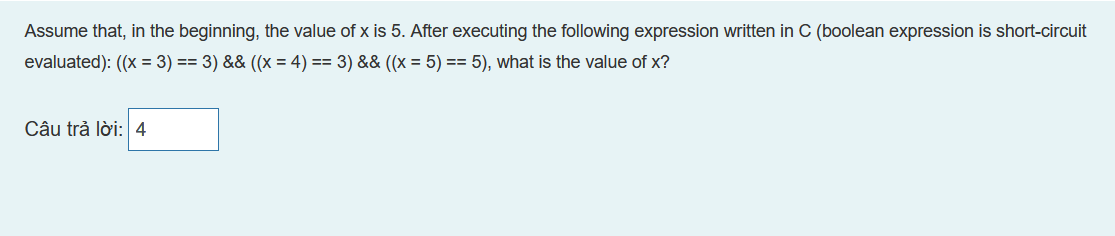 Assume that, in the beginning, the value of x is 5. After executing the following expression written in C (boolean expression is short-circuit
evaluated): ((x = 3) == 3) && ((x = 4) == 3) && ((x = 5) == 5), what is the value of x?
Câu trả lời: 4